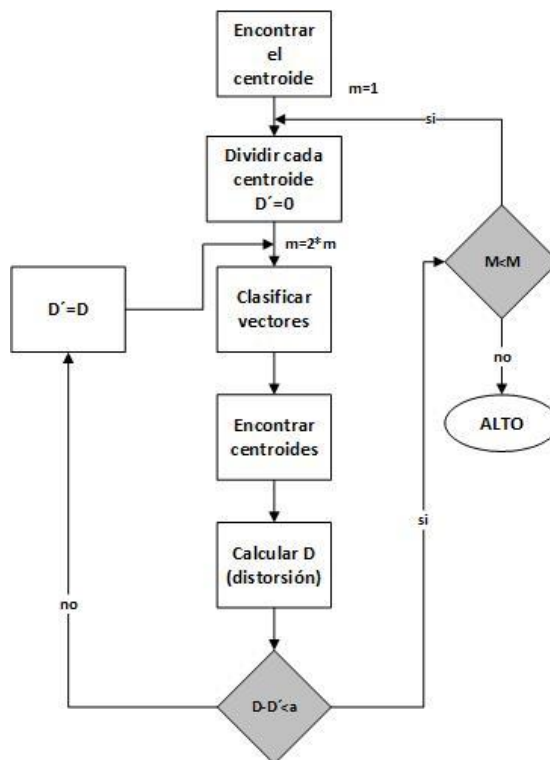 Encontrar
el
centroide
m=1
si
Dividir cada
centroide
D´=0
m=2*m
M<M
D´=D
Clasificar
vectores
no
ALTO
Encontrar
centroides
si
Calcular D
(distorsión)
no
D-D´<a